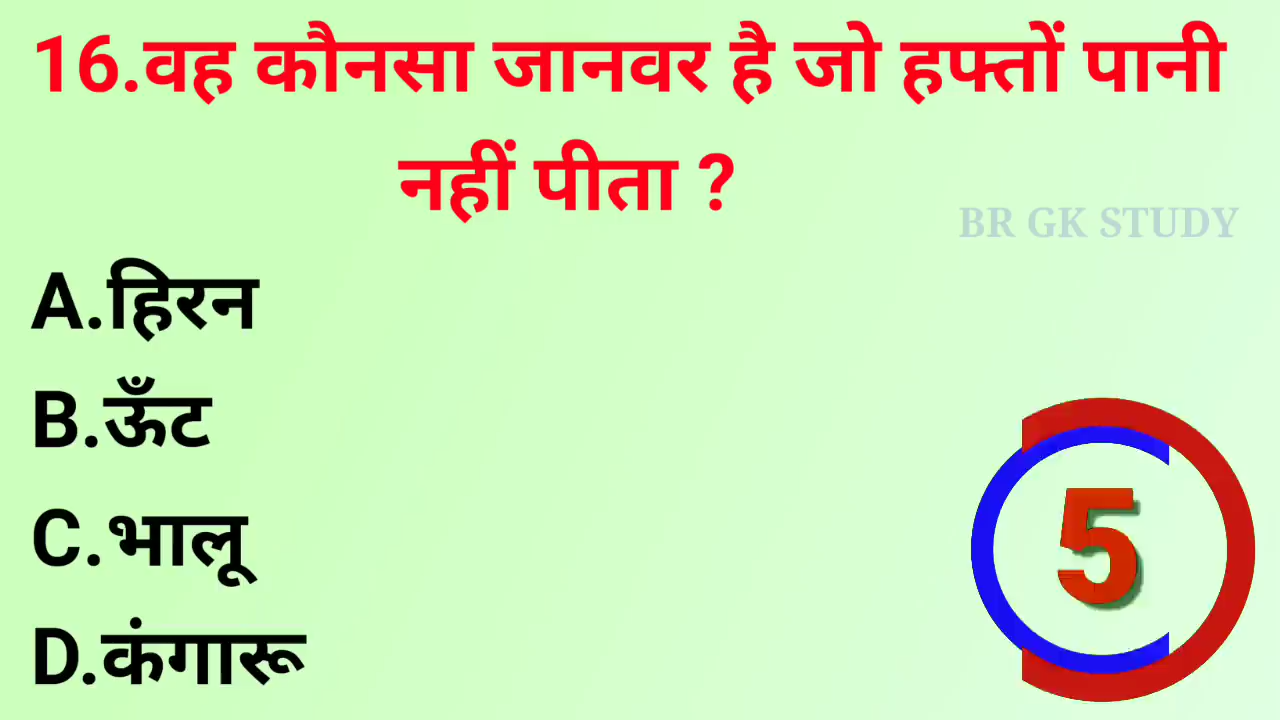 16.वह कौनसा जानवर है जो हफ्तों पानी
नहीं पीता ?
BR GK STUDY
A.हिरन
B.ऊँट
C.भालू
D.कंगारू
5